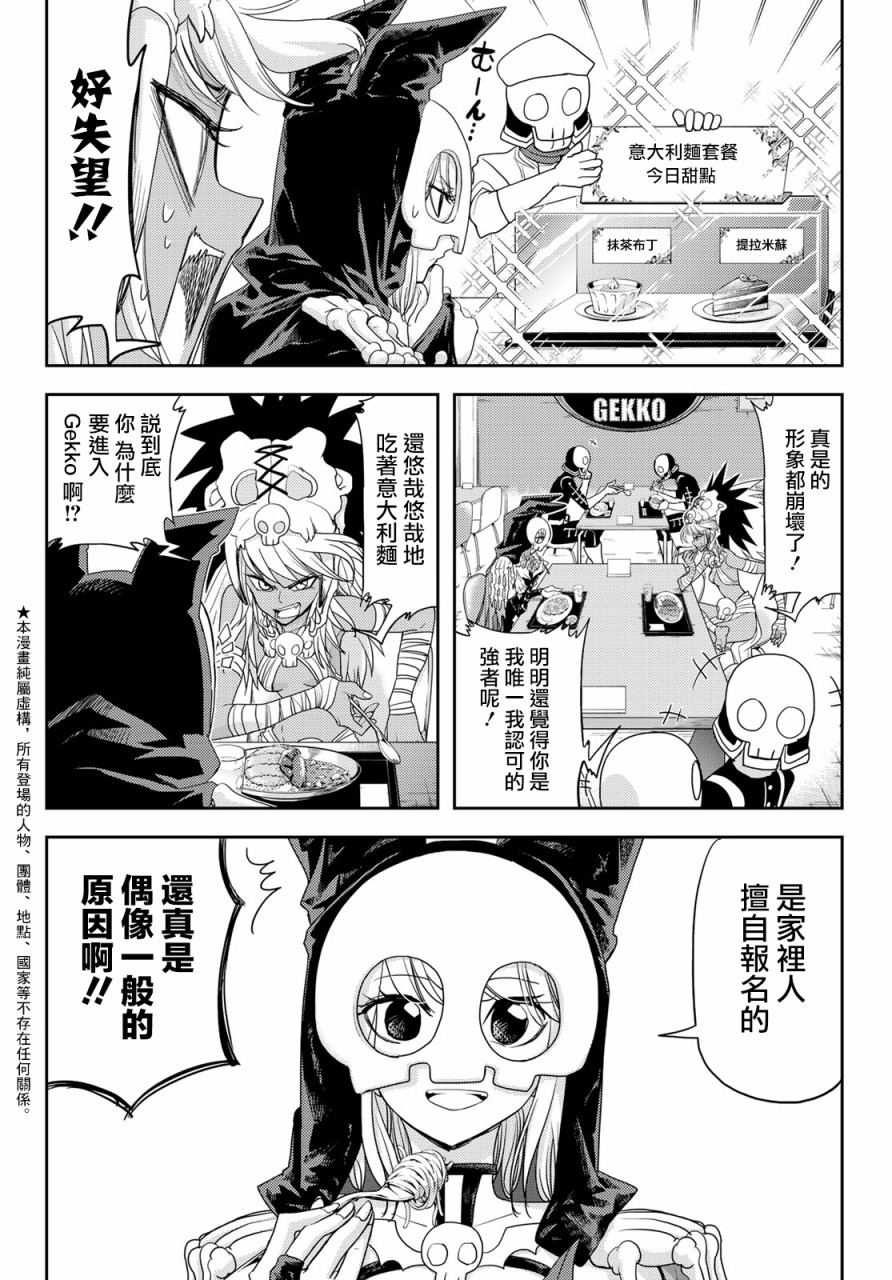 意大利麵套餐
今日甜點
抹茶布丁
提拉米蘇
むーん…
好失望!!
GEKKO
真是的
形象都崩壞了!
明明還覺得你是
我唯一我認可的
強者呢!
還悠哉悠哉地
吃著意大利麵
說到底
你為什麼
要進入
Gekko啊!?
是家裡人
擅自報名的
還真是
偶像一般的
原因啊!!
★本漫畫純屬虛構，所有登場的人物、團體、地點、國家等不存在任何關係。